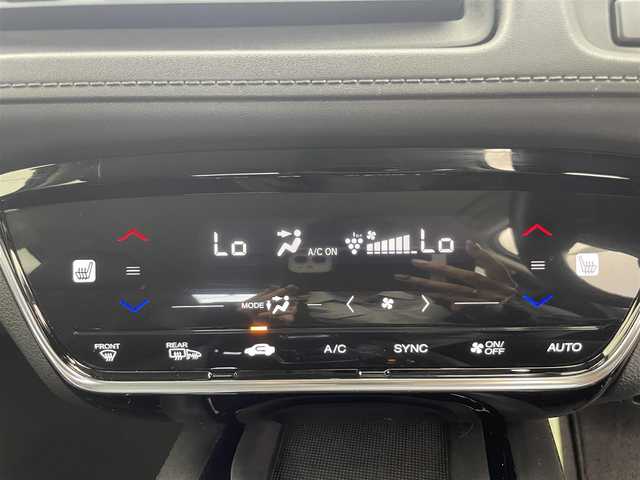 Lo A/C ON Lo
MODE
FRONT REAR A/C SYNC ON/OFF AUTO